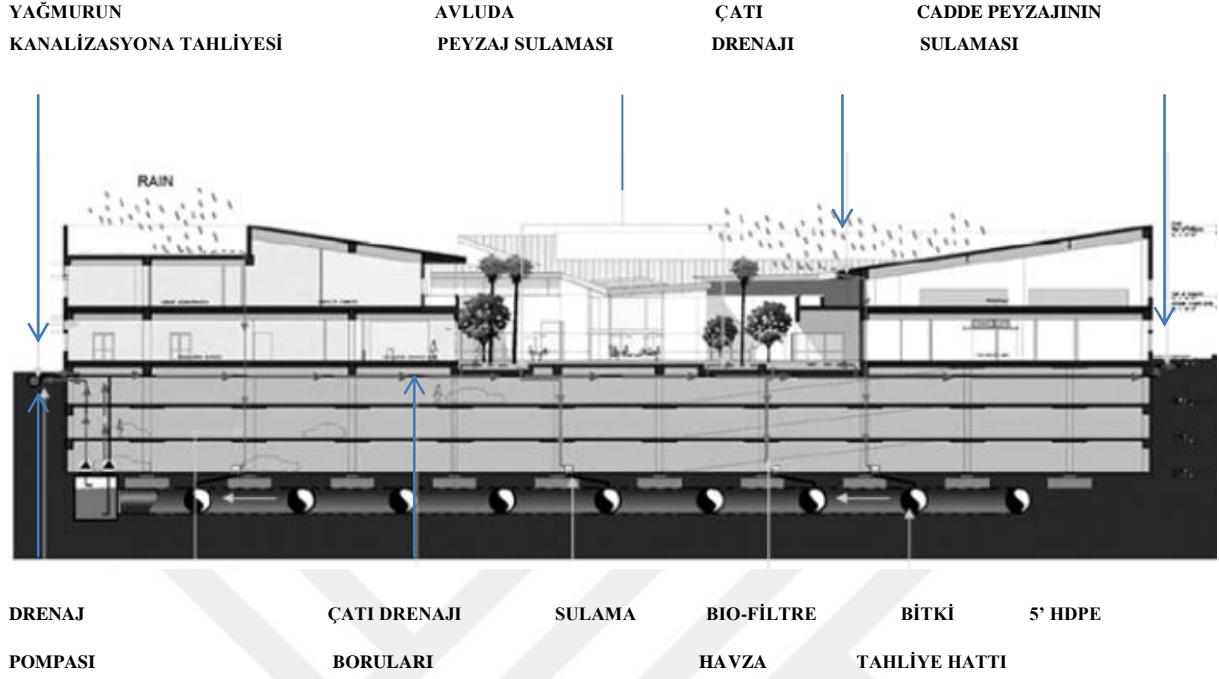 YAĞMURUN AVLUDA ÇATI CADDE PEYZAJININ
KANALİZASYONA TAHLİYESİ PEYZAJ SULAMASI DRENAJI SULAMASI
RAIN
DRENAJ ÇATI DRENAJI SULAMA BIO-FİLTRE BİTKİ 5’ HDPE
POMPASI BORULARI HAVZA TAHLİYE HATTI